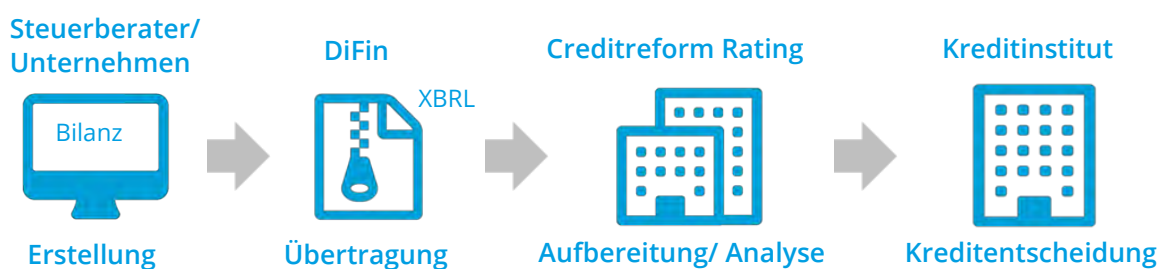 Steuerberater/
Unternehmen
DiFin
Creditreform Rating
Kreditinstitut
Bilanz
XBRL
Erstellung
Übertragung
Aufbereitung/ Analyse
Kreditentscheidung